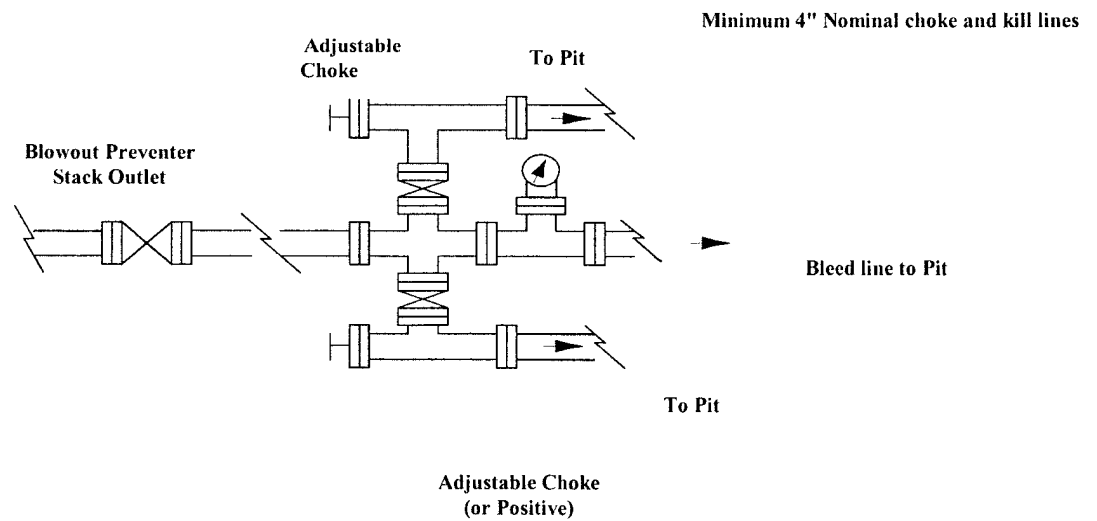 Minimum 4" Nominal choke and kill lines
Adjustable
Choke
To Pit
Blowout Preventer
Stack Outlet
Bleed line to Pit
To Pit
Adjustable Choke
(or Positive)